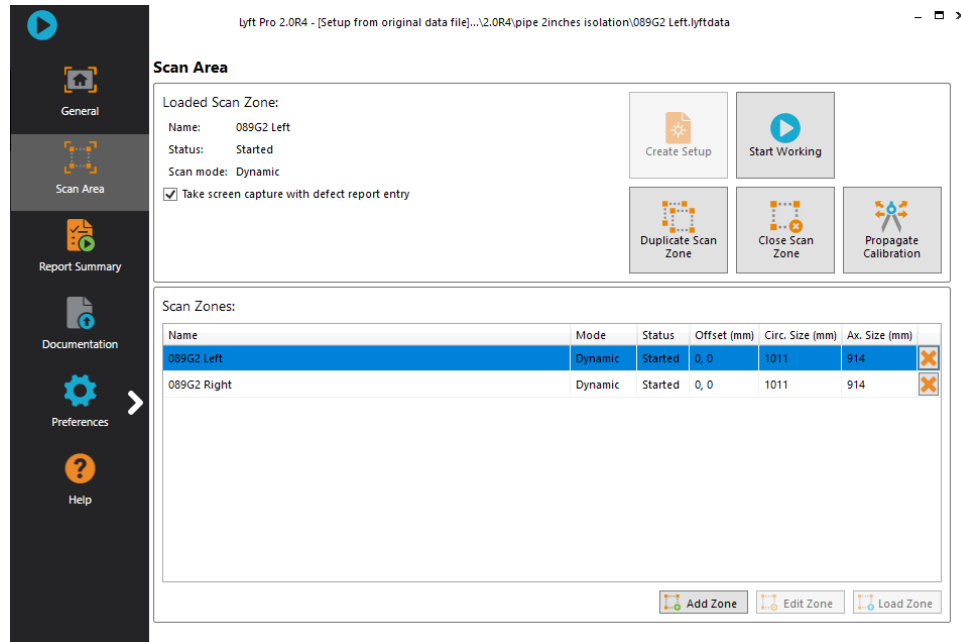 Lyft Pro 2.0R4 - [Setup from original data file]...\2.0R4\pipe 2inches isolation\089G2 Left.lyftdata
General
Scan Area
Report Summary
Documentation
Preferences
Help
Scan Area
Loaded Scan Zone:
Name: 089G2 Left
Status: Started
Scan mode: Dynamic
Take screen capture with defect report entry
Create Setup
Start Working
Duplicate Scan
Zone
Close Scan
Zone
Propagate
Calibration
Scan Zones:
Name Mode Status Offset (mm) Circ. Size (mm) Ax. Size (mm)
089G2 Left Dynamic Started 0, 0 1011 914
089G2 Right Dynamic Started 0, 0 1011 914
Add Zone Edit Zone Load Zone